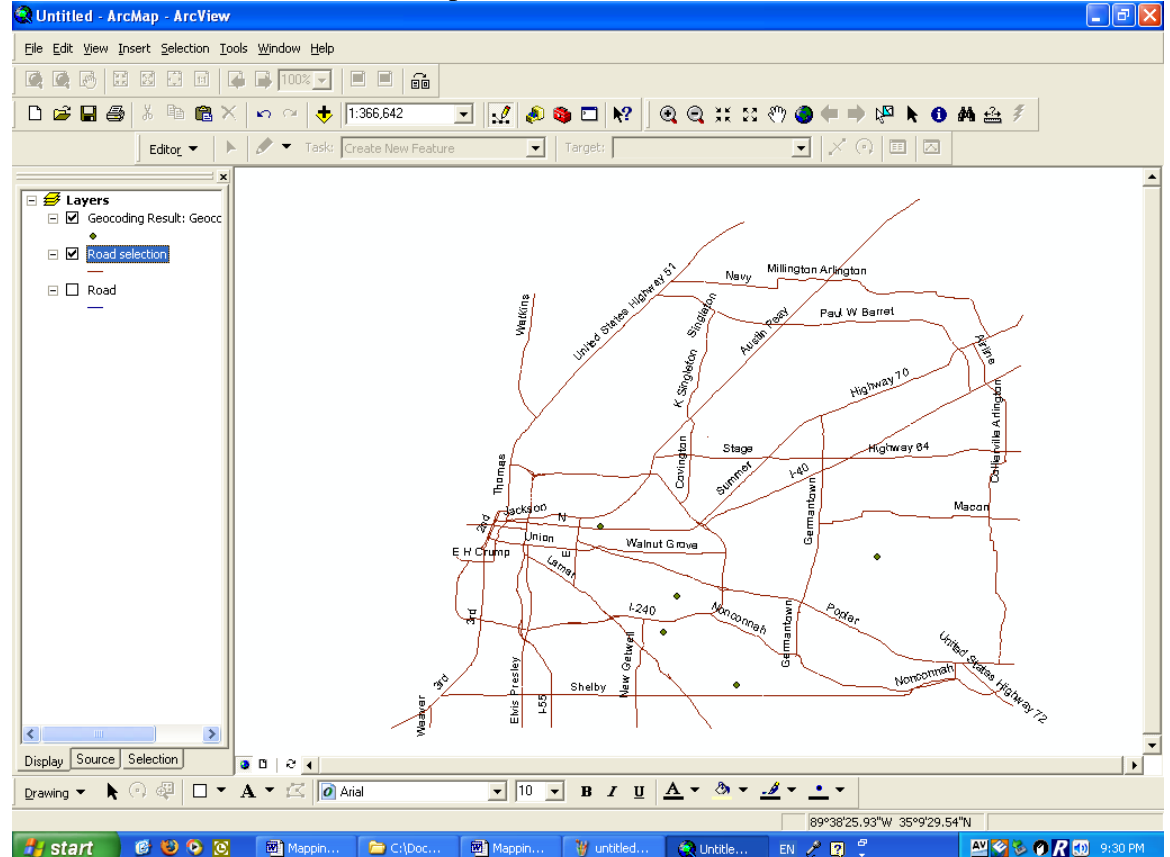 Untitled - ArcMap - ArcView
File Edit View Insert Selection Tools Window Help
100%
1:366,642
Editor Task: Create New Feature Target:
Layers
Geocoding Result: Geocc
Road selection
Road
Display Source Selection
United States Highway 51
Navy
Millington Arlington
Watkins
Singleton
Austin Peay
Paul W Barret
Airline
K Singleton
Highway 70
Collierville Arlington
Covington
Stage
Highway 64
Thomas
Summer
I-40
Germantown
Macon
Jackson
N
2nd
Union
Walnut Grove
E H Crump
E
Lamar
3rd
I-240
Nonconnah
Germantown
Poplar
New Getwell
United States Highway 72
Nonconnah
3rd
Shelby
Elvis Presley
I-55
Weaver
Drawing A Arial 10 B I U A
89°38'25.93"W 35°9'29.54"N
start Mappin... C:\Doc... Mappin... untitled... Untitle... EN AV R 9:30 PM